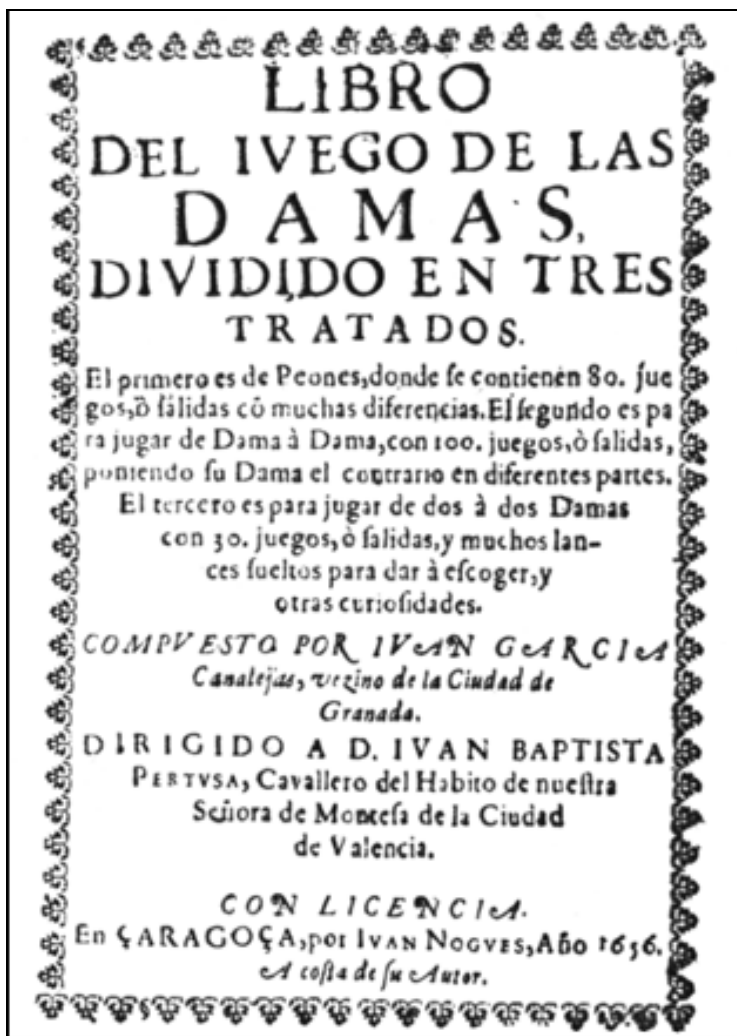 LIBRO
DEL IVEGO DE LAS
DAMAS,
DIVIDIDO EN TRES
TRATADOS.
El primero es de Peones, donde ſe contienen 80. jue
gos, ò ſalidas cõ muchas diferencias. El ſegundo es pa
ra jugar de Dama à Dama, con 100. juegos, ò ſalidas,
poniendo ſu Dama el contrario en diferentes partes.
El tercero es para jugar de dos à dos Damas
con 30. juegos, ò ſalidas, y muchos lan-
ces ſueltos para dar à eſcoger, y
otras curioſidades.
COMPVESTO POR IVAN GARCIA
Canalejas, vezino de la Ciudad de
Granada.
DIRIGIDO A D. IVAN BAPTISTA
PERTVSA, Cavallero del Habito de nueſtra
Señora de Monteſa de la Ciudad
de Valencia.
CON LICENCIA.
En ÇARAGOÇA, por IVAN NOGVES, Año 1656.
A coſta de ſu Autor.